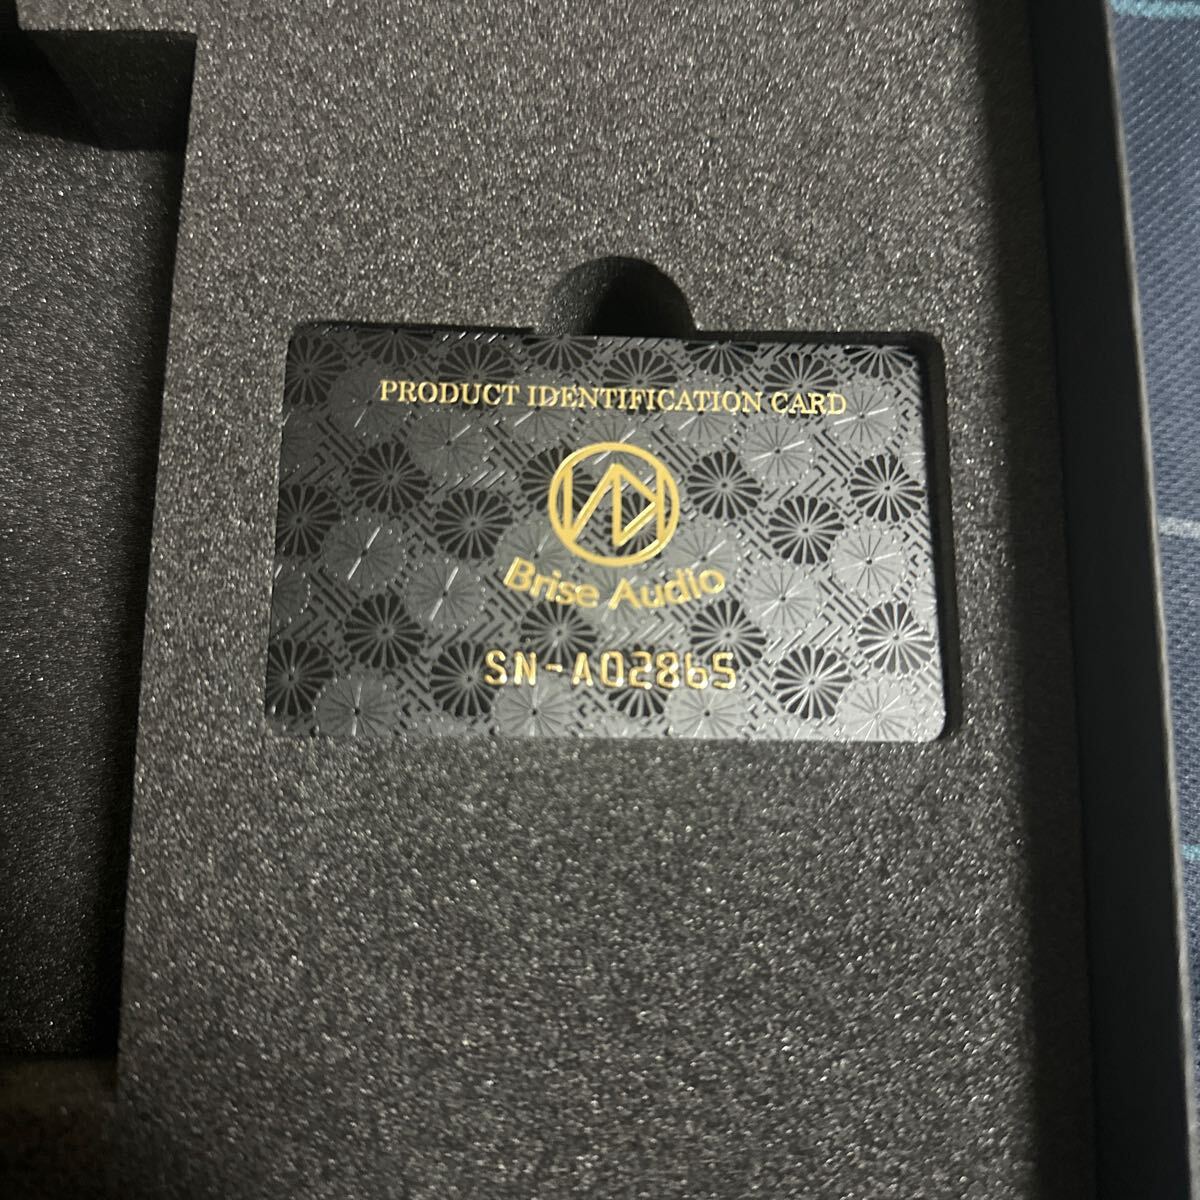 PRODUCT IDENTIFICATION CARD
Brise Audio
SN-A02865